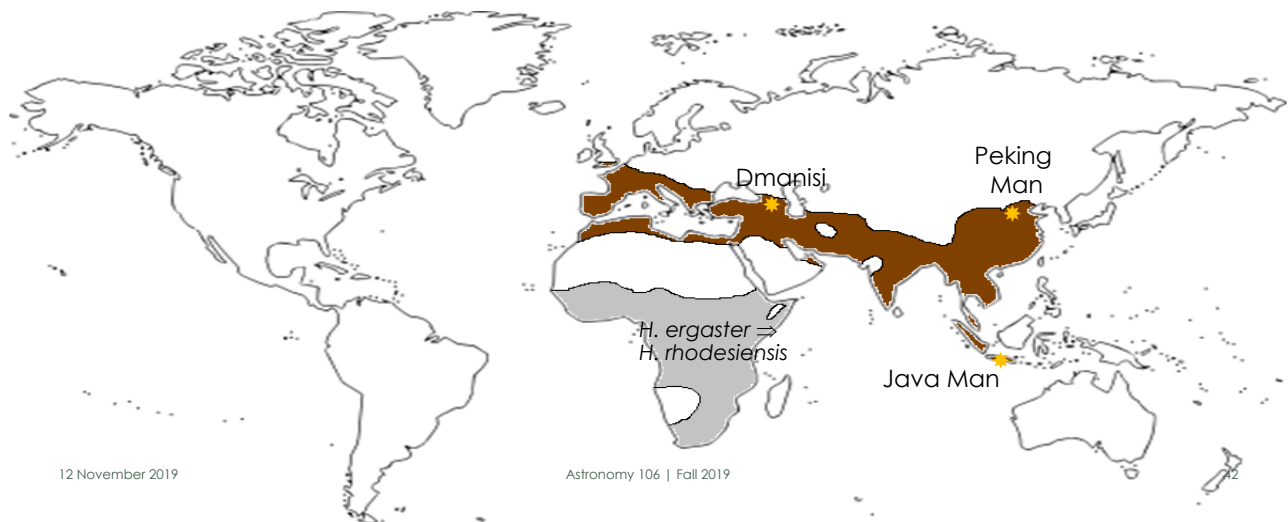 Peking
Man
Dmanisi
H. ergaster ⇒
H. rhodesiensis
Java Man
12 November 2019
Astronomy 106 | Fall 2019
42